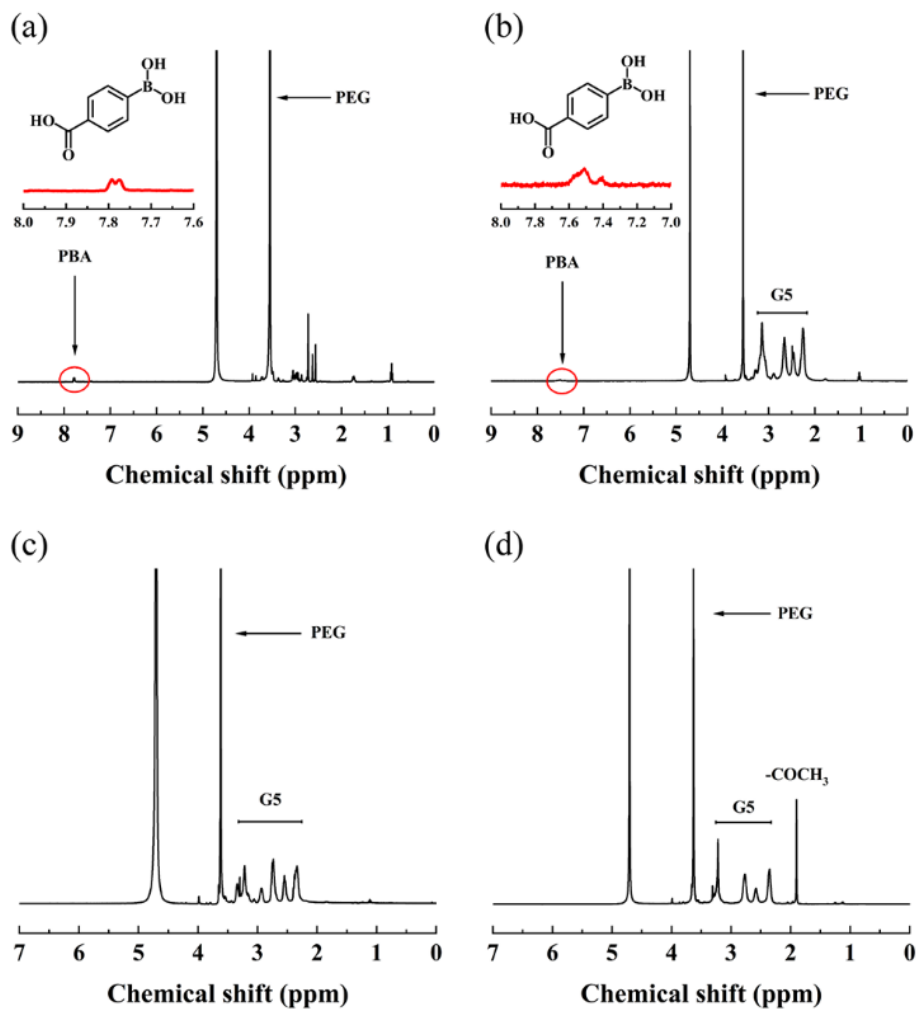 (a)
OH
B
OH
HO
O
PEG
8.0 7.9 7.8 7.7 7.6
PBA
9 8 7 6 5 4 3 2 1 0
Chemical shift (ppm)
(b)
OH
B
OH
HO
O
PEG
8.0 7.8 7.6 7.4 7.2 7.0
PBA
G5
9 8 7 6 5 4 3 2 1 0
Chemical shift (ppm)
(c)
PEG
G5
7 6 5 4 3 2 1 0
Chemical shift (ppm)
(d)
PEG
-COCH₃
G5
7 6 5 4 3 2 1 0
Chemical shift (ppm)